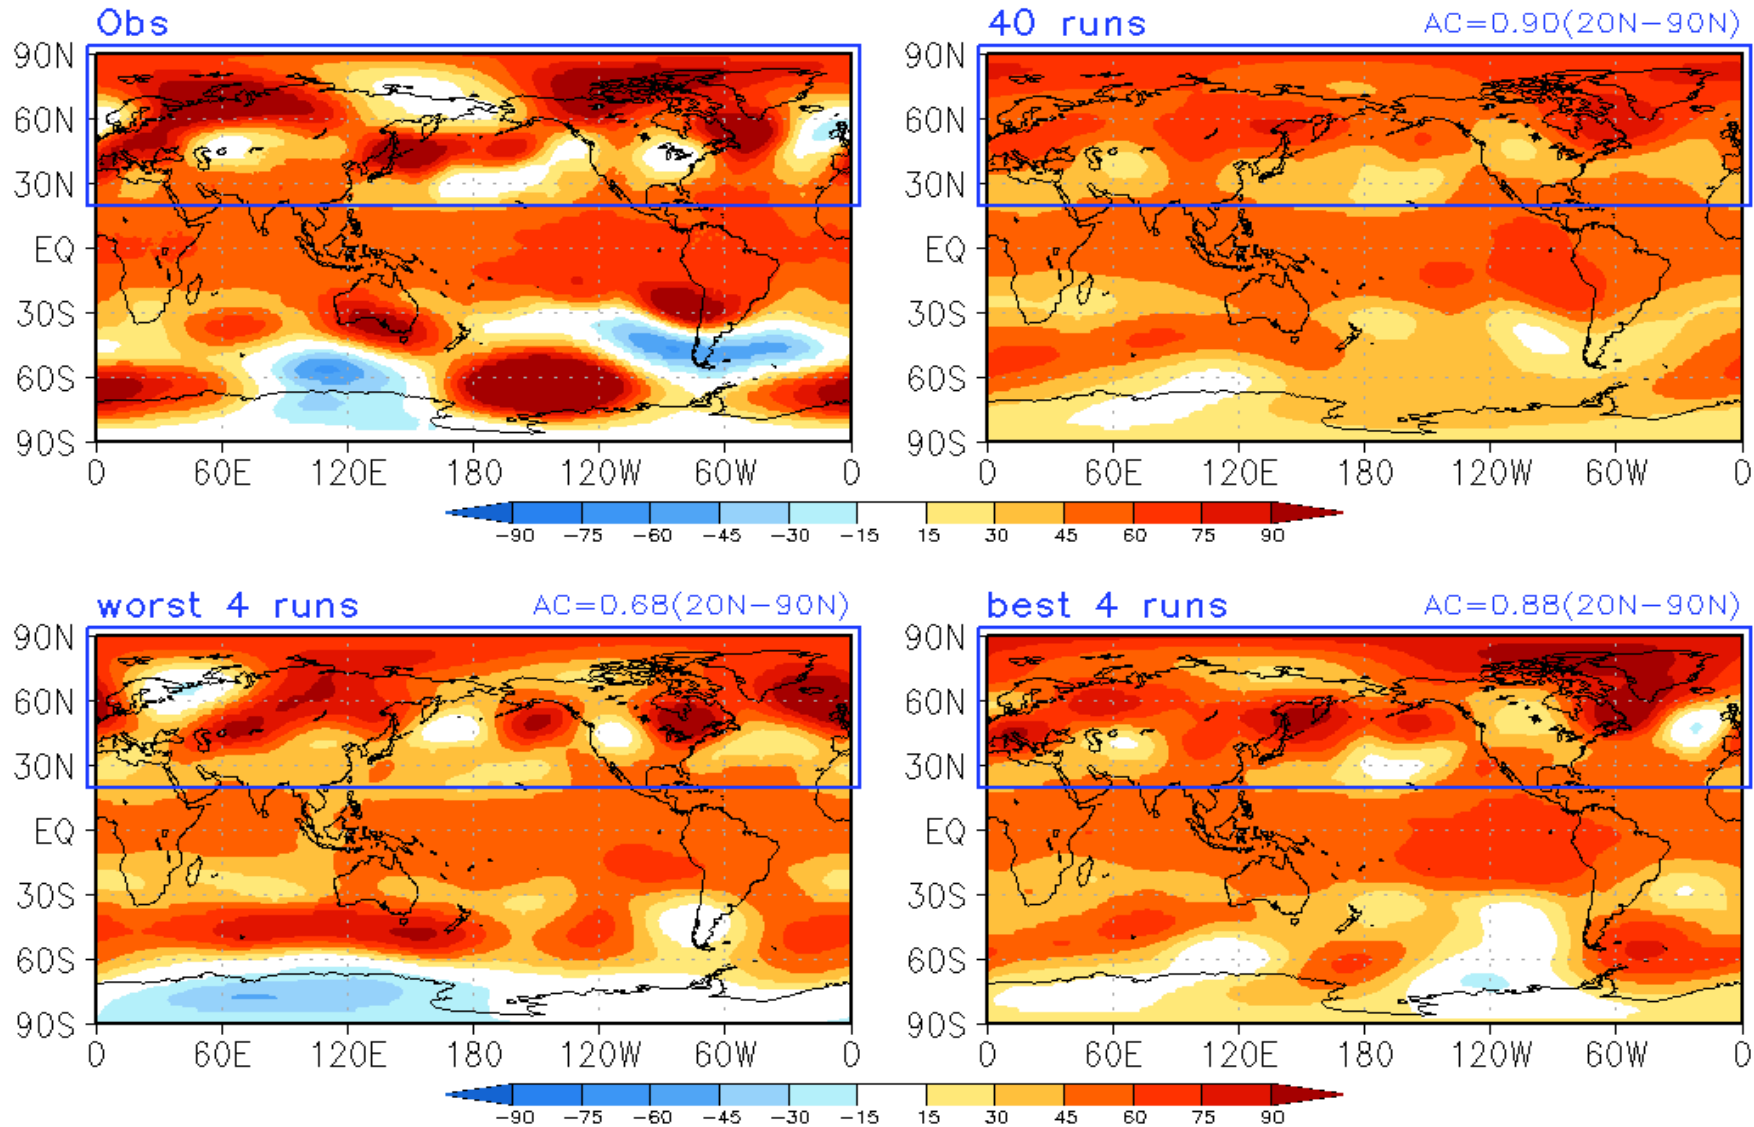 Obs
40 runs AC=0.90(20N−90N)
90N 90N
60N 60N
30N 30N
EQ EQ
30S 30S
60S 60S
90S 90S
0 60E 120E 180 120W 60W 0 0 60E 120E 180 120W 60W 0
−90 −75 −60 −45 −30 −15 15 30 45 60 75 90
worst 4 runs AC=0.68(20N−90N)
best 4 runs AC=0.88(20N−90N)
90N 90N
60N 60N
30N 30N
EQ EQ
30S 30S
60S 60S
90S 90S
0 60E 120E 180 120W 60W 0 0 60E 120E 180 120W 60W 0
−90 −75 −60 −45 −30 −15 15 30 45 60 75 90